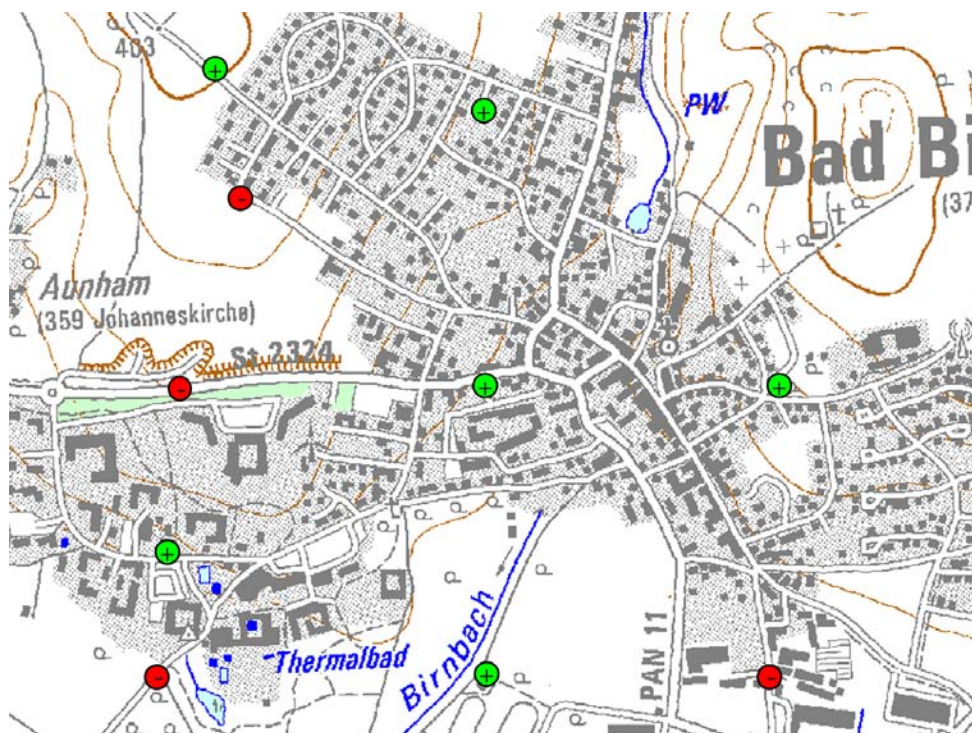 403
PW
Bad Bi
(37
Aunham
(359 Johanneskirche)
St 2324
Birnbach
Thermalbad
PAN 11